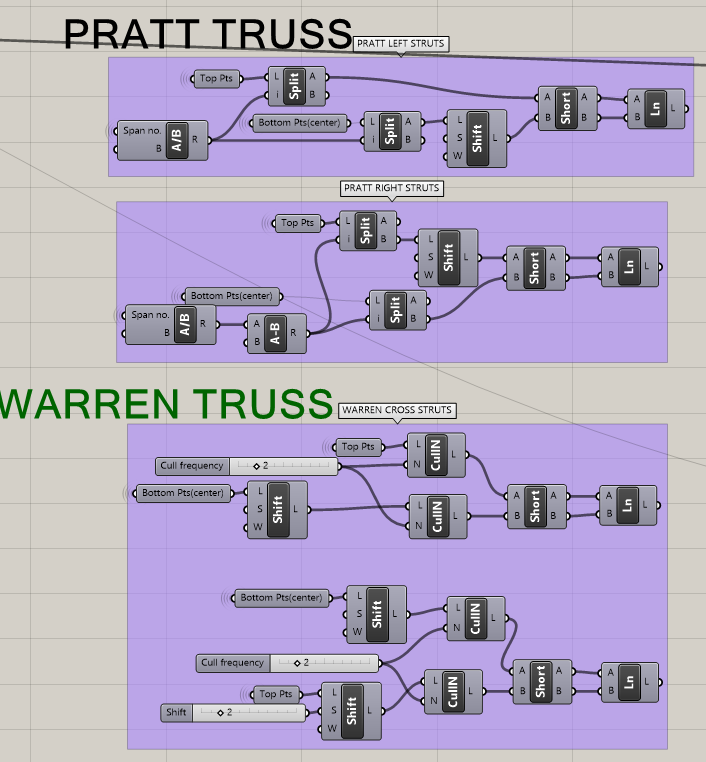 PRATT TRUSS
PRATT LEFT STRUTS
Top Pts
L
i
Split
A
B
Span no.
B
A/B
R
Bottom Pts(center)
L
i
Split
A
B
L
S
W
Shift
L
A
B
Short
A
B
A
B
Ln
L
PRATT RIGHT STRUTS
Top Pts
L
i
Split
A
B
L
S
W
Shift
L
Bottom Pts(center)
Span no.
B
A/B
R
A
B
A-B
R
L
i
Split
A
B
A
B
Short
A
B
A
B
Ln
L
WARREN TRUSS
WARREN CROSS STRUTS
Top Pts
L
N
CullN
L
Cull frequency
2
Bottom Pts(center)
L
S
W
Shift
L
L
N
CullN
L
A
B
Short
A
B
A
B
Ln
L
Bottom Pts(center)
L
S
W
Shift
L
L
N
CullN
L
Cull frequency
2
Top Pts
Shift
2
L
S
W
Shift
L
L
N
CullN
L
A
B
Short
A
B
A
B
Ln
L